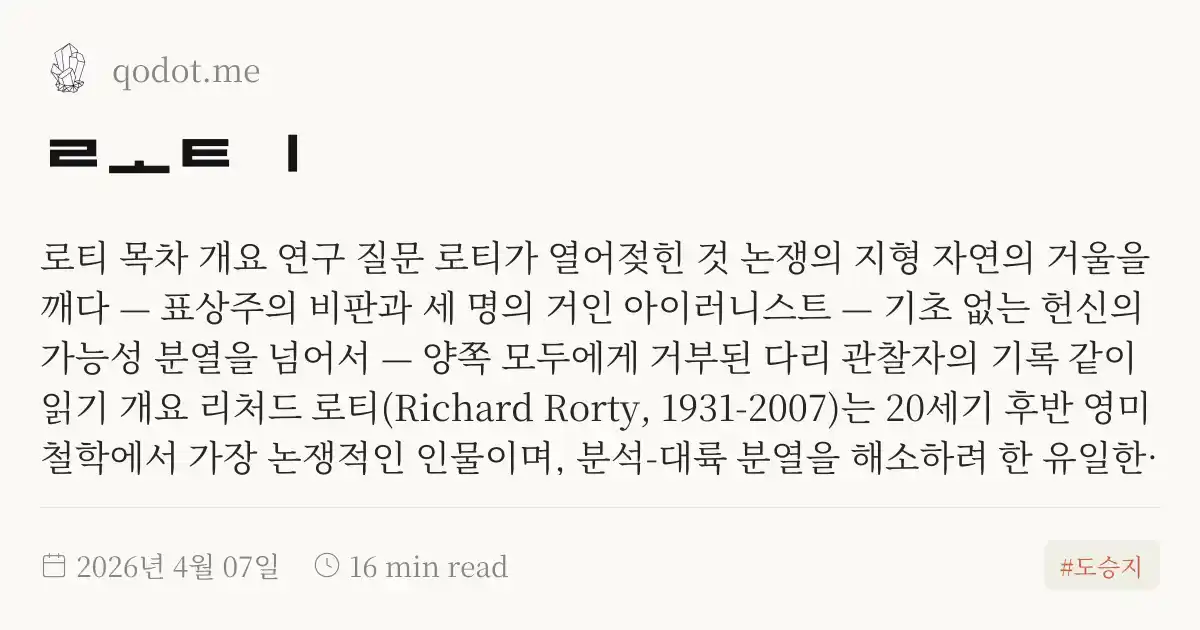 qodot.me
ㄹㅗㅌㅣ
로티 목차 개요 연구 질문 로티가 열어젖힌 것 논쟁의 지형 자연의 거울을
깨다 — 표상주의 비판과 세 명의 거인 아이러니스트 — 기초 없는 헌신의
가능성 분열을 넘어서 — 양쪽 모두에게 거부된 다리 관찰자의 기록 같이
읽기 개요 리처드 로티(Richard Rorty, 1931-2007)는 20세기 후반 영미
철학에서 가장 논쟁적인 인물이며, 분석-대륙 분열을 해소하려 한 유일한·
2026년 4월 07일 16 min read
#도승지